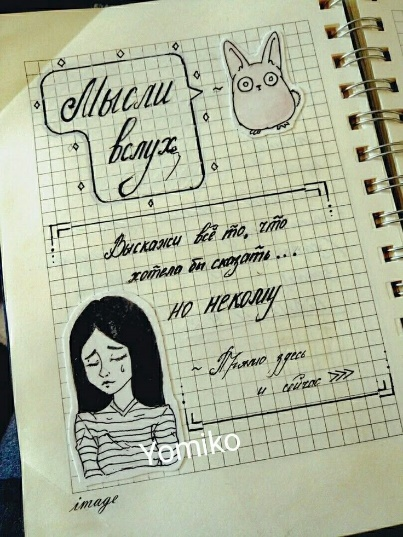 Мысли
вслух
~
Выскажи всё то, что
хотела бы сказать...
но некому
~ Прямо здесь
и сейчас >>>
Yomiko
image